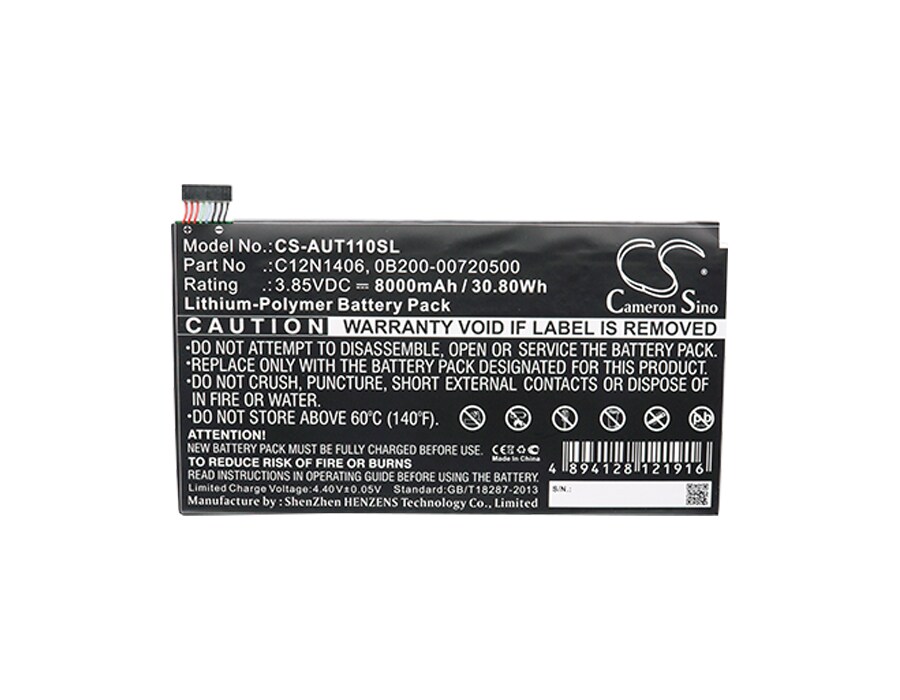 Model No.:CS-AUT110SL
Part No .:C12N1406, 0B200-00720500
Rating .:3.85VDC ⎓ 8000mAh / 30.80Wh
Lithium-Polymer Battery Pack
CS
Cameron Sino
CAUTION WARRANTY VOID IF LABEL IS REMOVED
•DO NOT ATTEMPT TO DISASSEMBLE, OPEN OR SERVICE THE BATTERY PACK.
•REPLACE ONLY WITH THE BATTERY PACK DESIGNATED FOR THIS PRODUCT.
•DO NOT CRUSH, PUNCTURE, SHORT EXTERNAL CONTACTS OR DISPOSE OF
IN FIRE OR WATER.
•DO NOT STORE ABOVE 60°C (140°F).
Pb
ATTENTION!
NEW BATTERY PACK MUST BE FULLY CHARGED BEFORE USE.
TO REDUCE RISK OF FIRE OR BURNS.
READ INSTRUCTIONS IN OPERATING GUIDE BEFORE USING BATTERY.
Limited Charge Voltage:4.40V±0.05V Standard:GB/T18287-2013
Manufacture by : ShenZhen HENZENS Technology Co., Limited
CE
Made In China
4 894128 121916
S/N.: